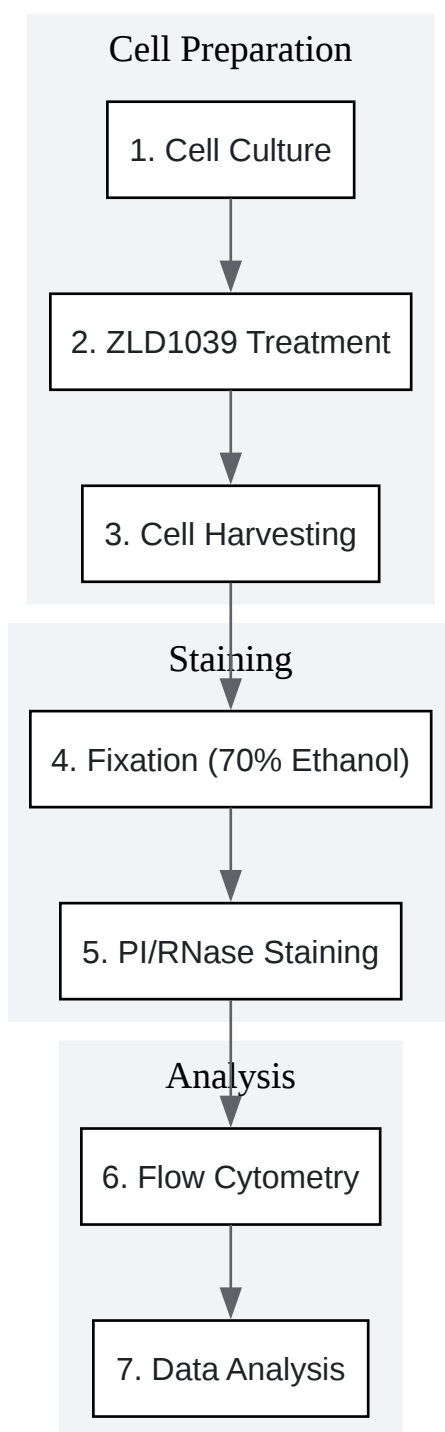 Cell Preparation
1. Cell Culture
2. ZLD1039 Treatment
3. Cell Harvesting
Staining
4. Fixation (70% Ethanol)
5. PI/RNase Staining
Analysis
6. Flow Cytometry
7. Data Analysis